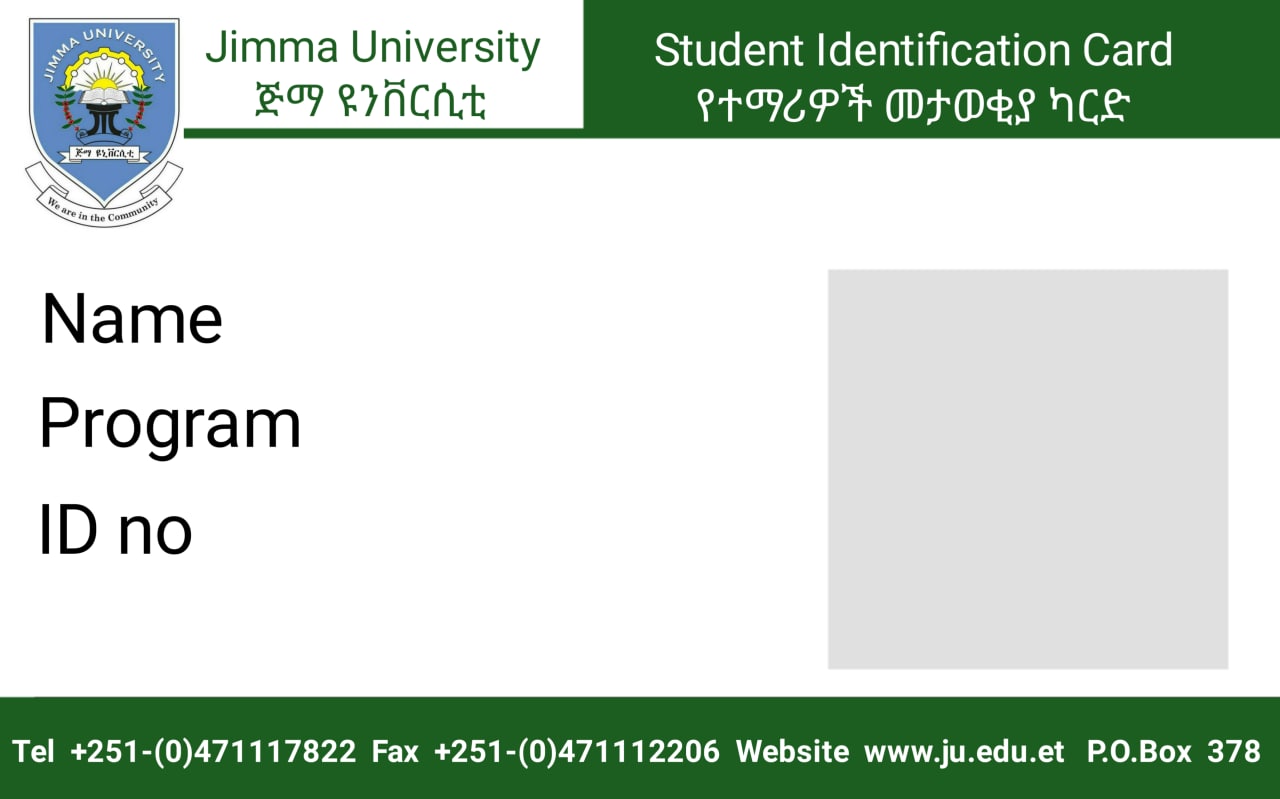 JIMMA UNIVERSITY
ጅማ ዩኒቨርሲቲ
We are in the Community
Jimma University
ጅማ ዩንቨርሲቲ
Student Identification Card
የተማሪዎች መታወቂያ ካርድ
Name
Program
ID no
Tel +251-(0)471117822 Fax +251-(0)471112206 Website www.ju.edu.et P.O.Box 378